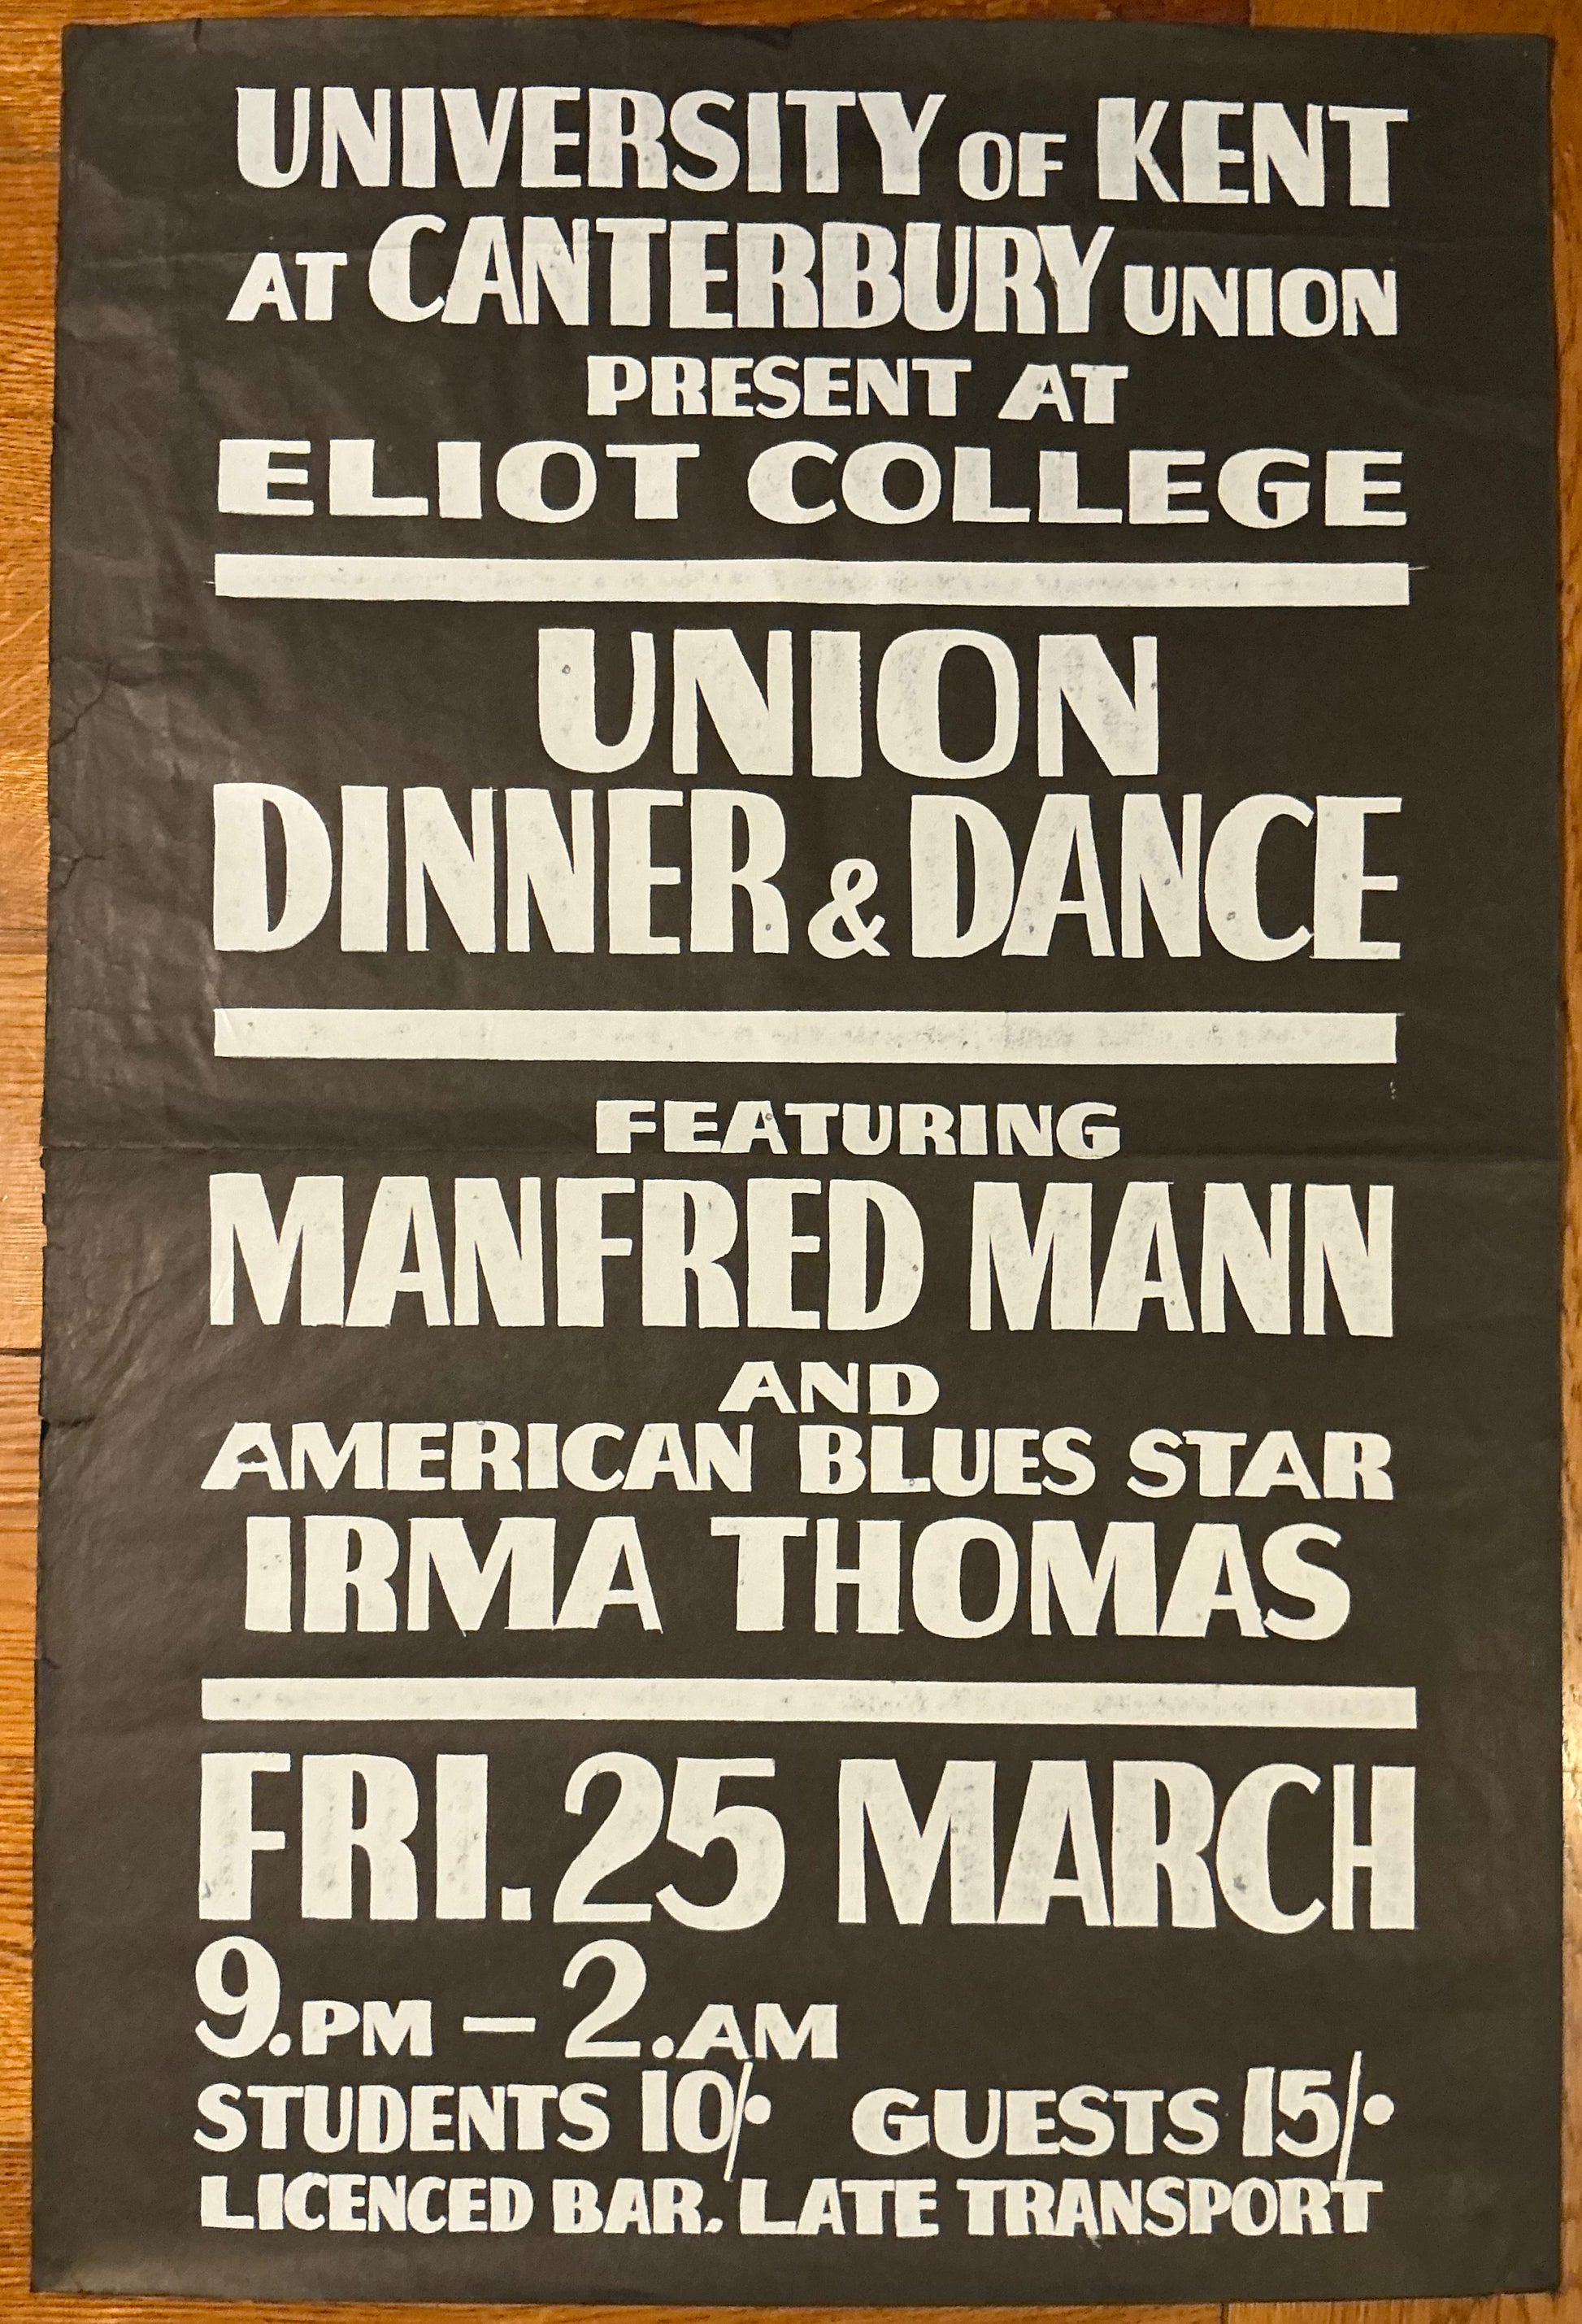 UNIVERSITY OF KENT
AT CANTERBURY UNION
PRESENT AT
ELIOT COLLEGE
UNION
DINNER & DANCE
FEATURING
MANFRED MANN
AND
AMERICAN BLUES STAR
IRMA THOMAS
FRI. 25 MARCH
9.PM – 2.AM
STUDENTS 10/• GUESTS 15/•
LICENCED BAR. LATE TRANSPORT